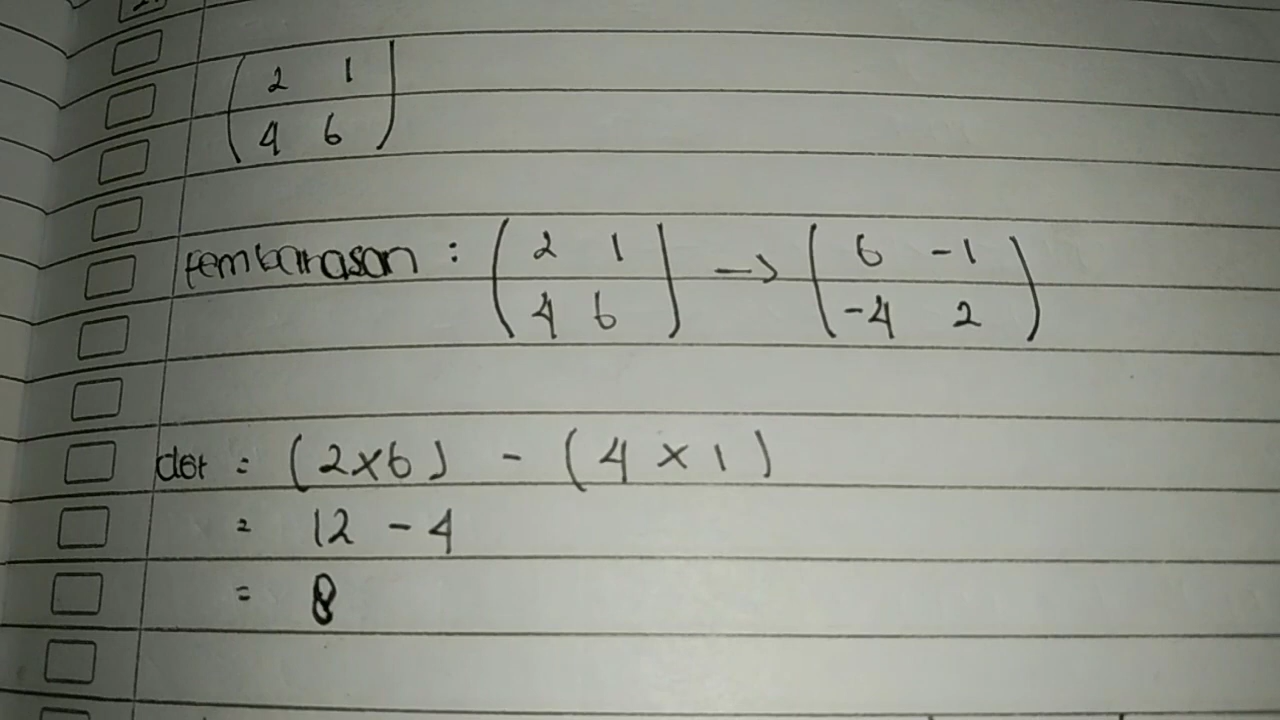 ( 2 1 )
( 4 6 )
Pembahasan : ( 2 1 ) -> ( 6 -1 )
( 4 6 ) ( -4 2 )
det = (2x6) - (4 x 1)
= 12 - 4
= 8